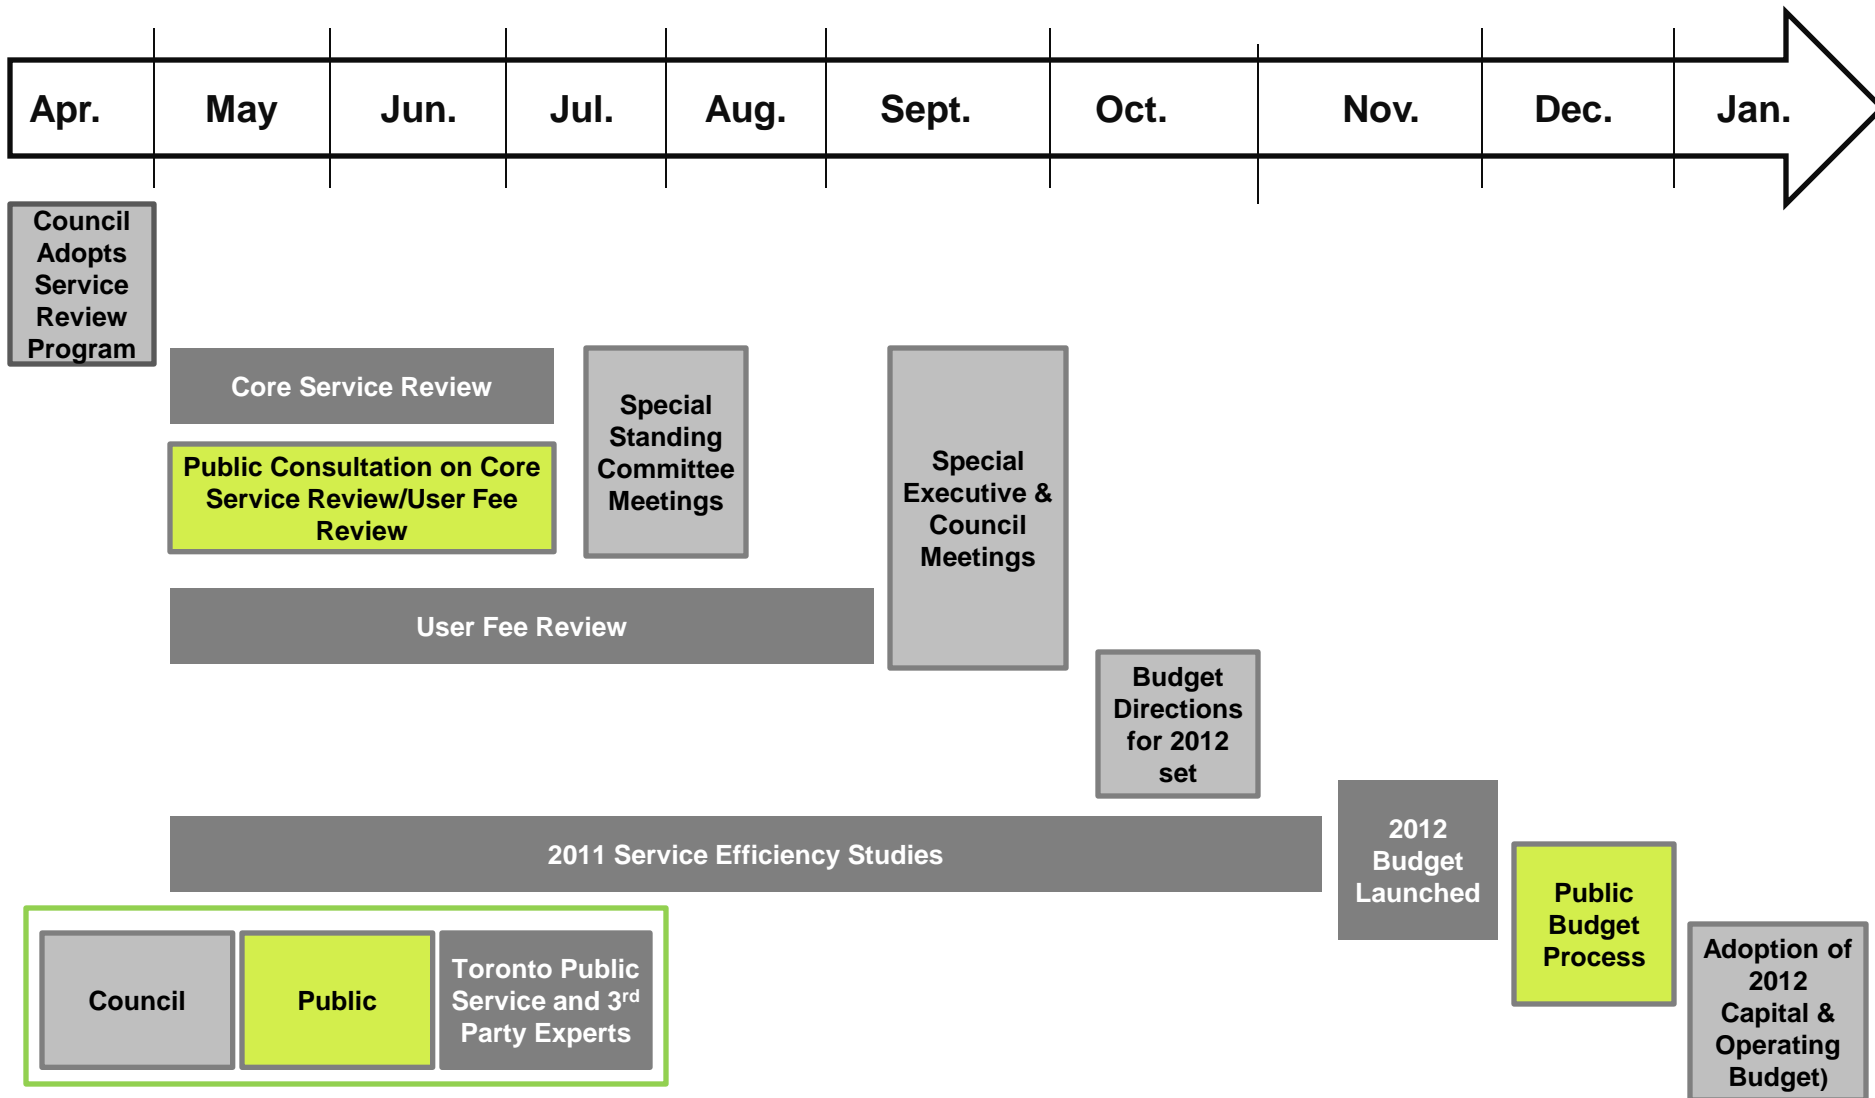 Apr.
May
Jun.
Jul.
Aug.
Sept.
Oct.
Nov.
Dec.
Jan.
Council
Adopts
Service
Review
Program
Core Service Review
Public Consultation on Core
Service Review/User Fee
Review
Special
Standing
Committee
Meetings
Special
Executive &
Council
Meetings
User Fee Review
Budget
Directions
for 2012
set
2011 Service Efficiency Studies
2012
Budget
Launched
Public
Budget
Process
Adoption of
2012
Capital &
Operating
Budget)
Council
Public
Toronto Public
Service and 3rd
Party Experts